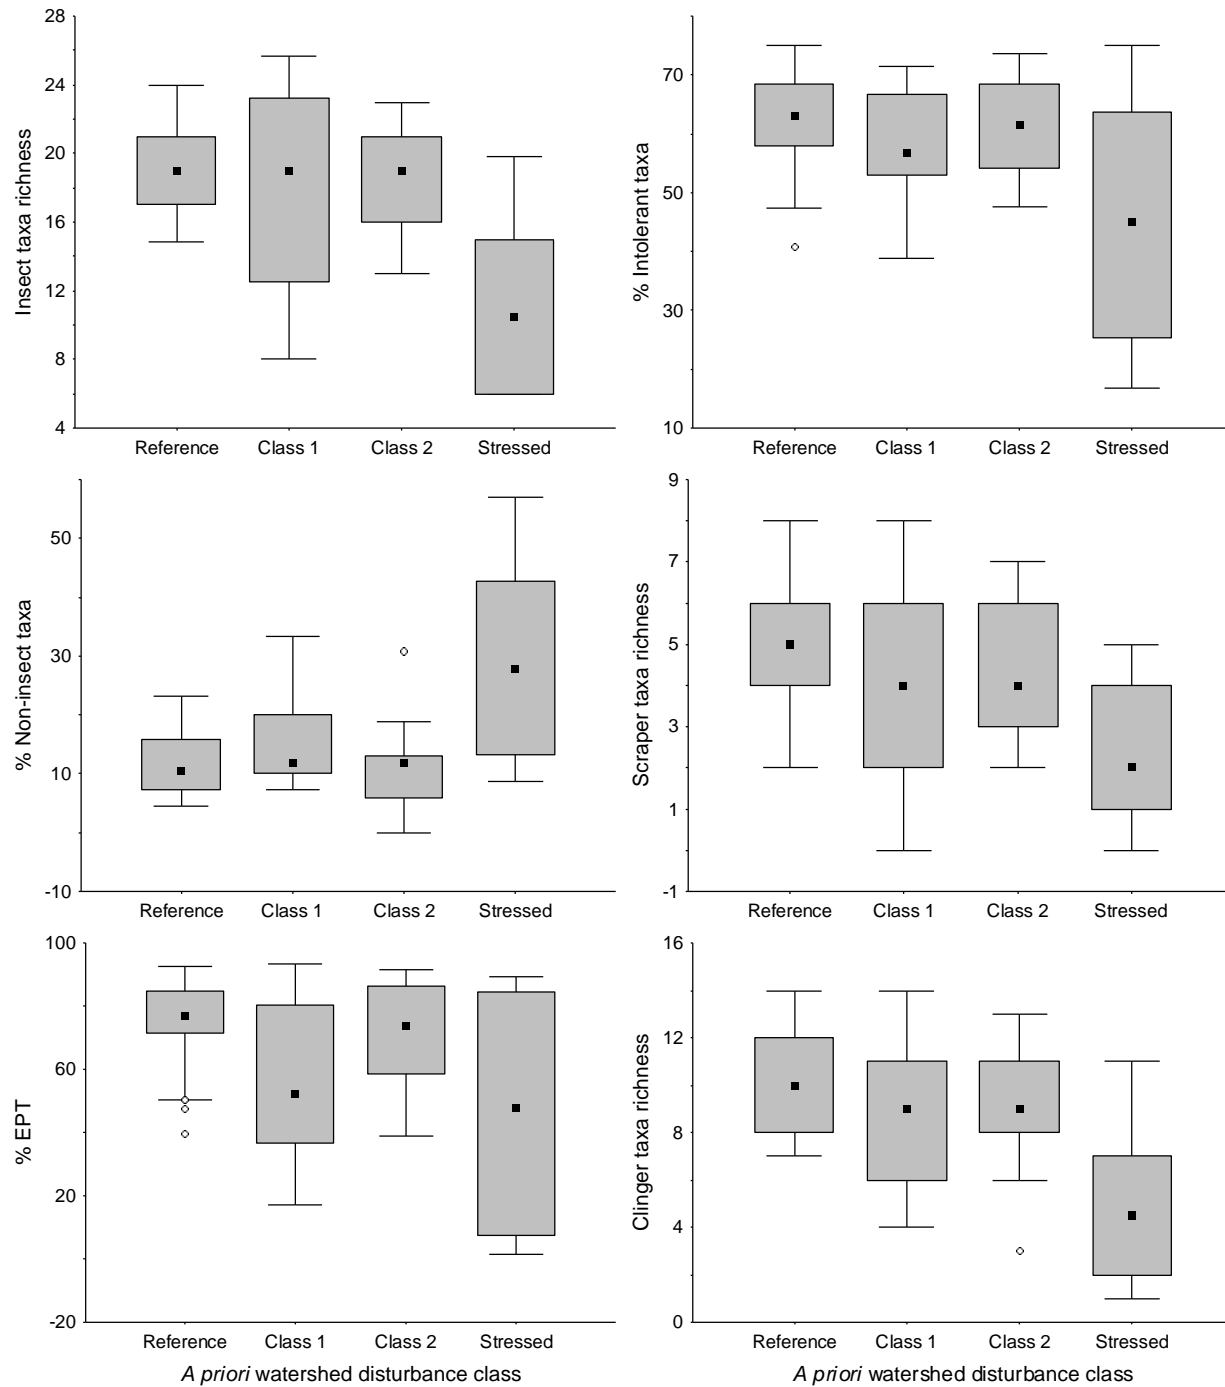 28
24
20
16
12
8
4
Insect taxa richness
Reference Class 1 Class 2 Stressed
70
50
30
10
% Intolerant taxa
Reference Class 1 Class 2 Stressed
50
30
10
-10
% Non-insect taxa
Reference Class 1 Class 2 Stressed
9
7
5
3
1
-1
Scraper taxa richness
Reference Class 1 Class 2 Stressed
100
60
20
-20
% EPT
Reference Class 1 Class 2 Stressed
A priori watershed disturbance class
16
12
8
4
0
Clinger taxa richness
Reference Class 1 Class 2 Stressed
A priori watershed disturbance class